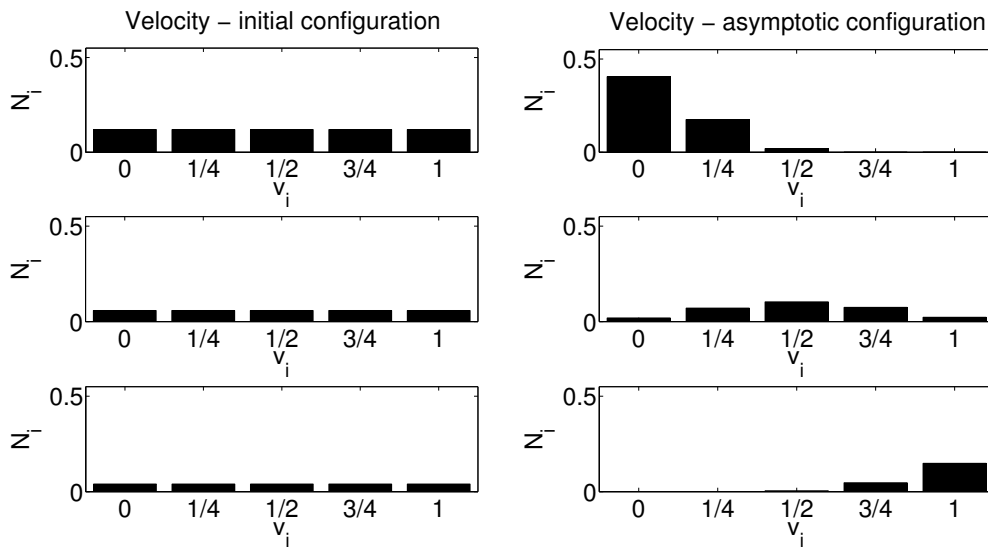 Velocity − initial configuration
0.5
N_i
0
0 1/4 1/2 3/4 1
v_i
0.5
N_i
0
0 1/4 1/2 3/4 1
v_i
0.5
N_i
0
0 1/4 1/2 3/4 1
v_i
Velocity − asymptotic configuration
0.5
N_i
0
0 1/4 1/2 3/4 1
v_i
0.5
N_i
0
0 1/4 1/2 3/4 1
v_i
0.5
N_i
0
0 1/4 1/2 3/4 1
v_i